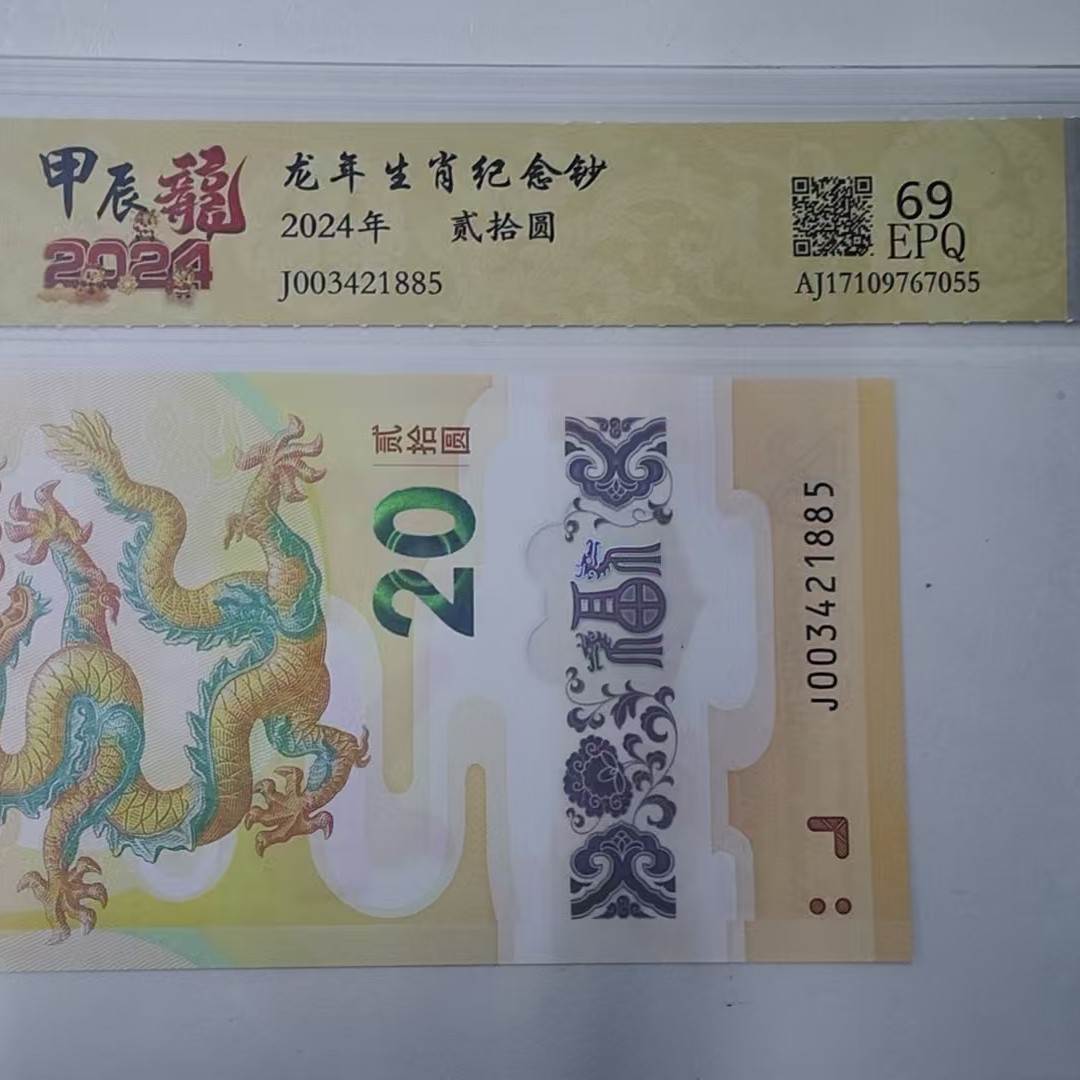 甲辰龍
2024
龙年生肖纪念钞
2024年 贰拾圆
J003421885
69
EPQ
AJ17109767055
贰拾圆
20
福
J003421885